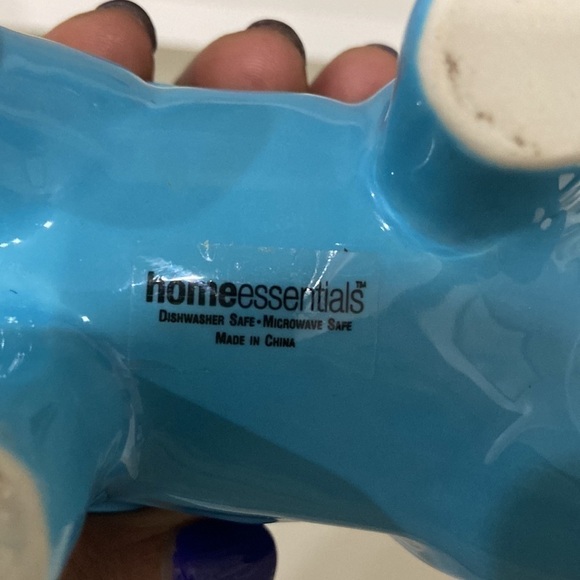 homeessentials™
DISHWASHER SAFE • MICROWAVE SAFE
MADE IN CHINA